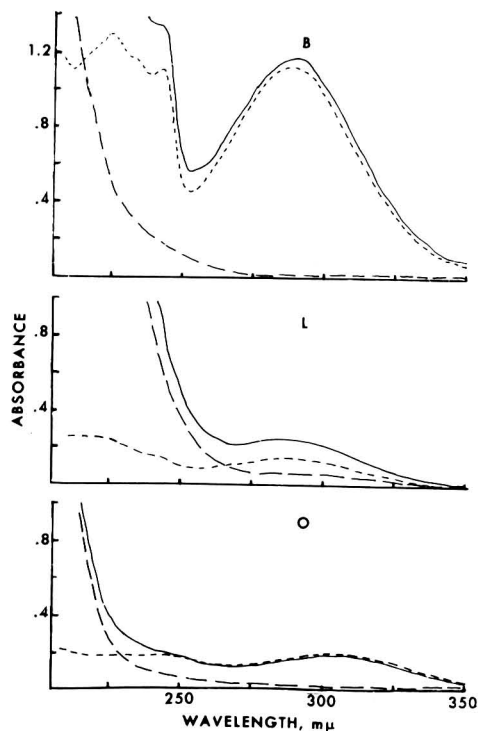 B
1.2
.8
.4
L
.8
.4
ABSORBANCE
O
.8
.4
250 300 350
WAVELENGTH, mμ